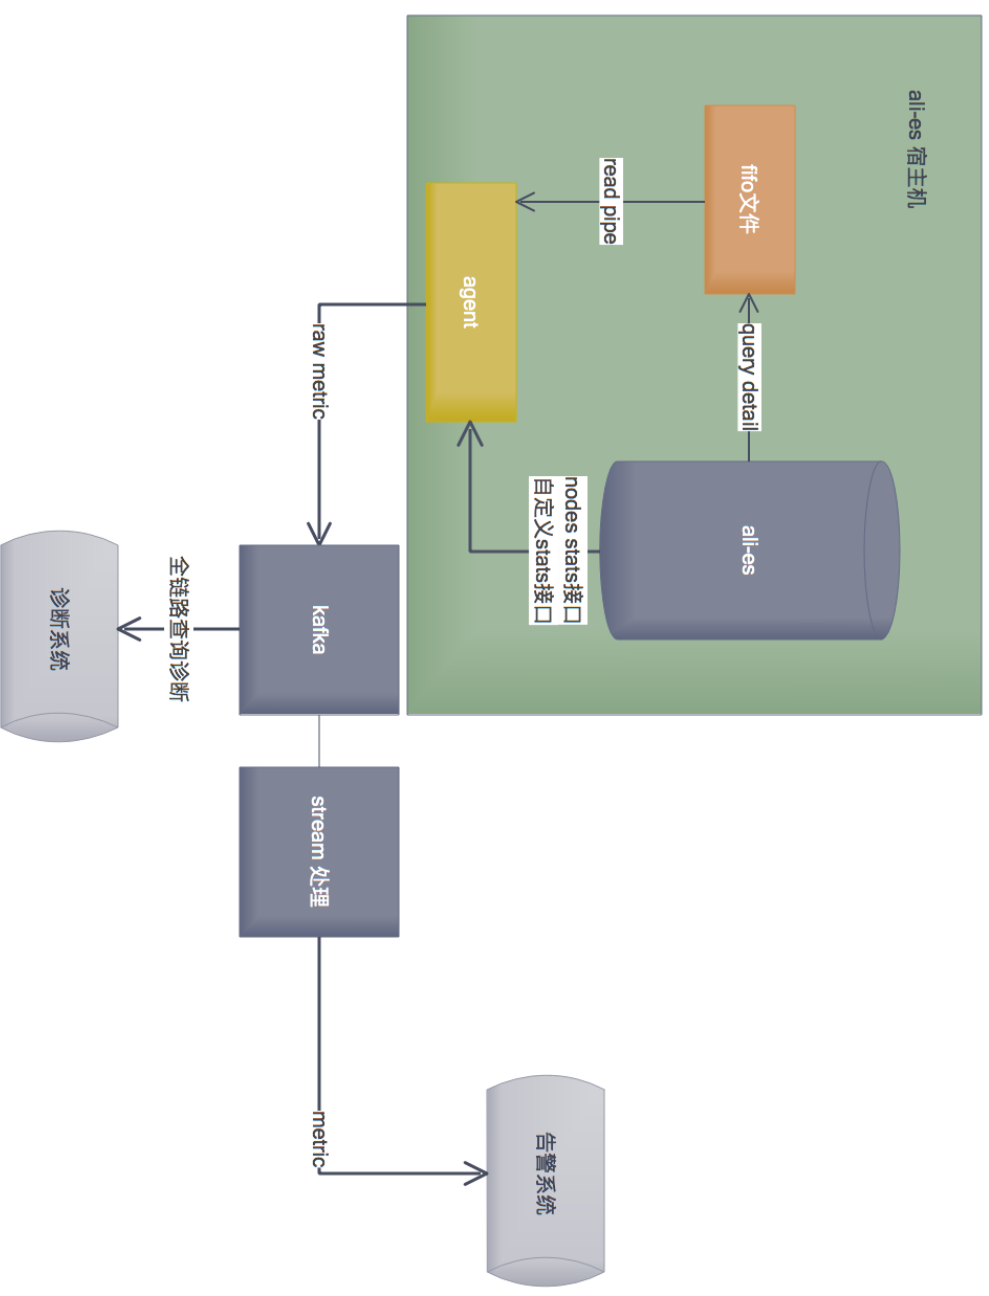 ali-es 宿主机
fifo文件
query detail
ali-es
read pipe
nodes stats接口
自定义stats接口
agent
raw metric
kafka
stream 处理
metric
告警系统
全链路查询诊断
诊断系统